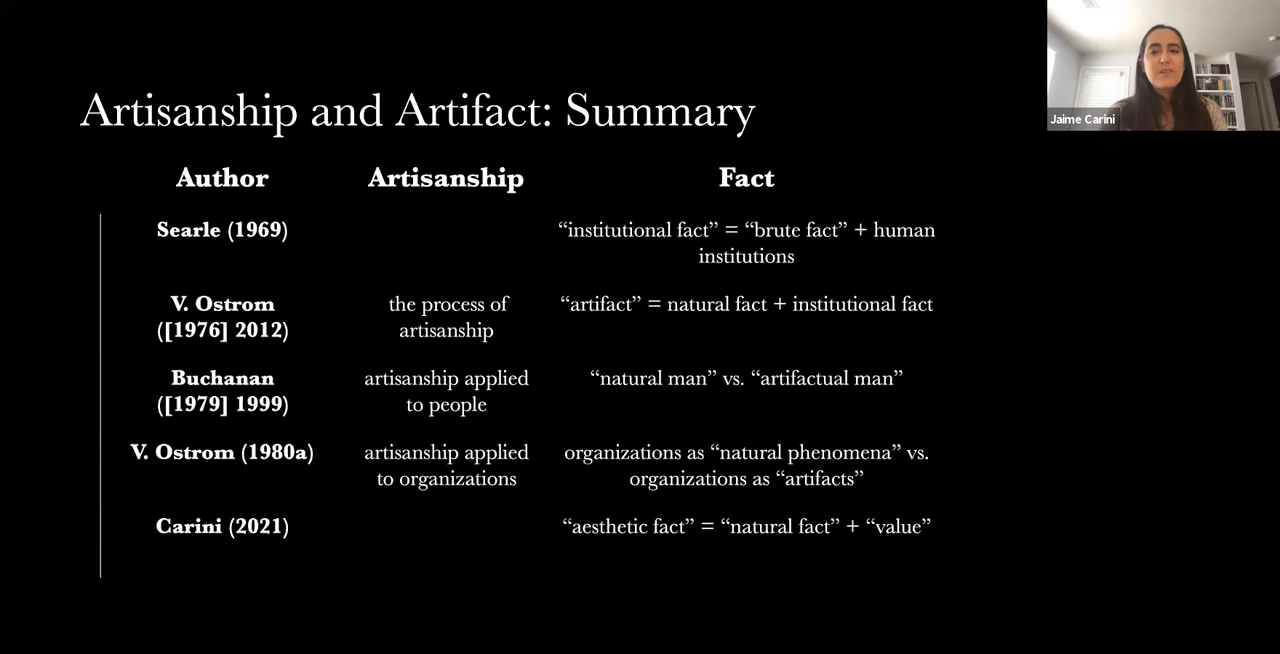 Jaime Carini
Artisanship and Artifact: Summary
Author Artisanship Fact
Searle (1969) “institutional fact” = “brute fact” + human
institutions
V. Ostrom the process of “artifact” = natural fact + institutional fact
([1976] 2012) artisanship
Buchanan artisanship applied “natural man” vs. “artifactual man”
([1979] 1999) to people
V. Ostrom (1980a) artisanship applied organizations as “natural phenomena” vs.
to organizations organizations as “artifacts”
Carini (2021) “aesthetic fact” = “natural fact” + “value”